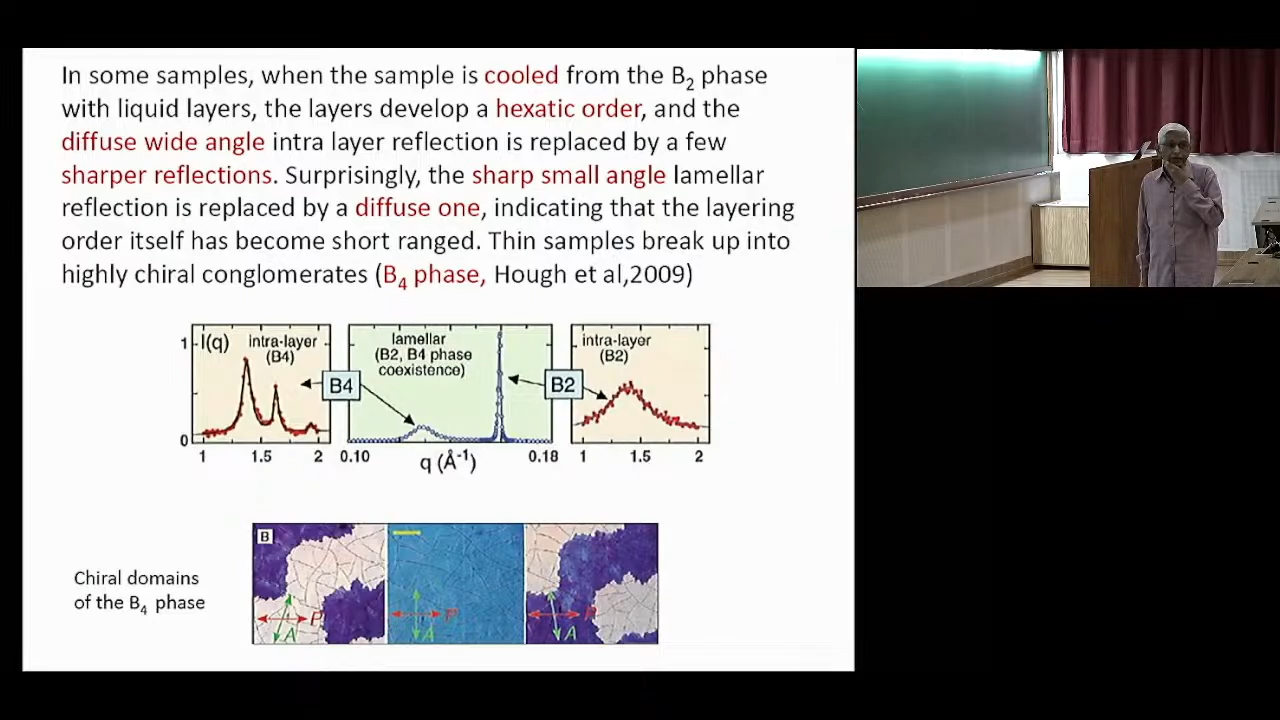 In some samples, when the sample is cooled from the B₂ phase
with liquid layers, the layers develop a hexatic order, and the
diffuse wide angle intra layer reflection is replaced by a few
sharper reflections. Surprisingly, the sharp small angle lamellar
reflection is replaced by a diffuse one, indicating that the layering
order itself has become short ranged. Thin samples break up into
highly chiral conglomerates (B₄ phase, Hough et al,2009)
1
I(q)
intra-layer
(B4)
0
1 1.5 2
B4
lamellar
(B2, B4 phase
coexistence)
0.10 q (Å⁻¹) 0.18
B2
intra-layer
(B2)
1 1.5 2
Chiral domains
of the B₄ phase
B
P
A
P
A
P
A